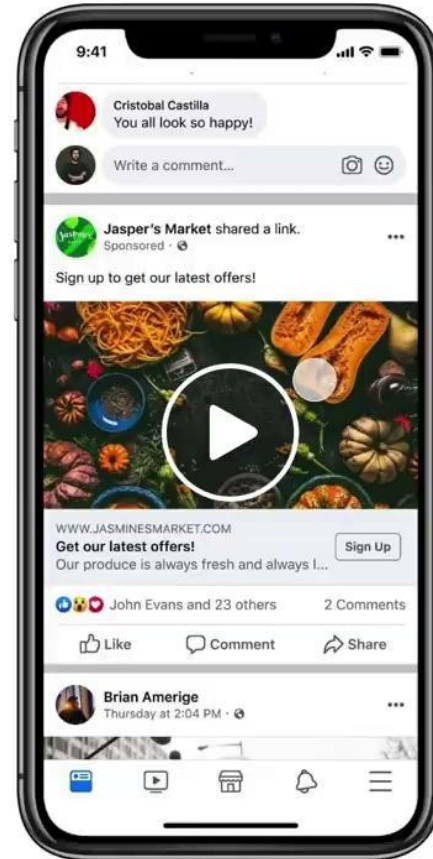 9:41
Cristobal Castilla
You all look so happy!
Write a comment...
Jasper's Market shared a link.
Sponsored ·
Sign up to get our latest offers!
WWW.JASMINESMARKET.COM
Get our latest offers!
Sign Up
Our produce is always fresh and always l...
John Evans and 23 others
2 Comments
Like
Comment
Share
Brian Amerige
Thursday at 2:04 PM ·